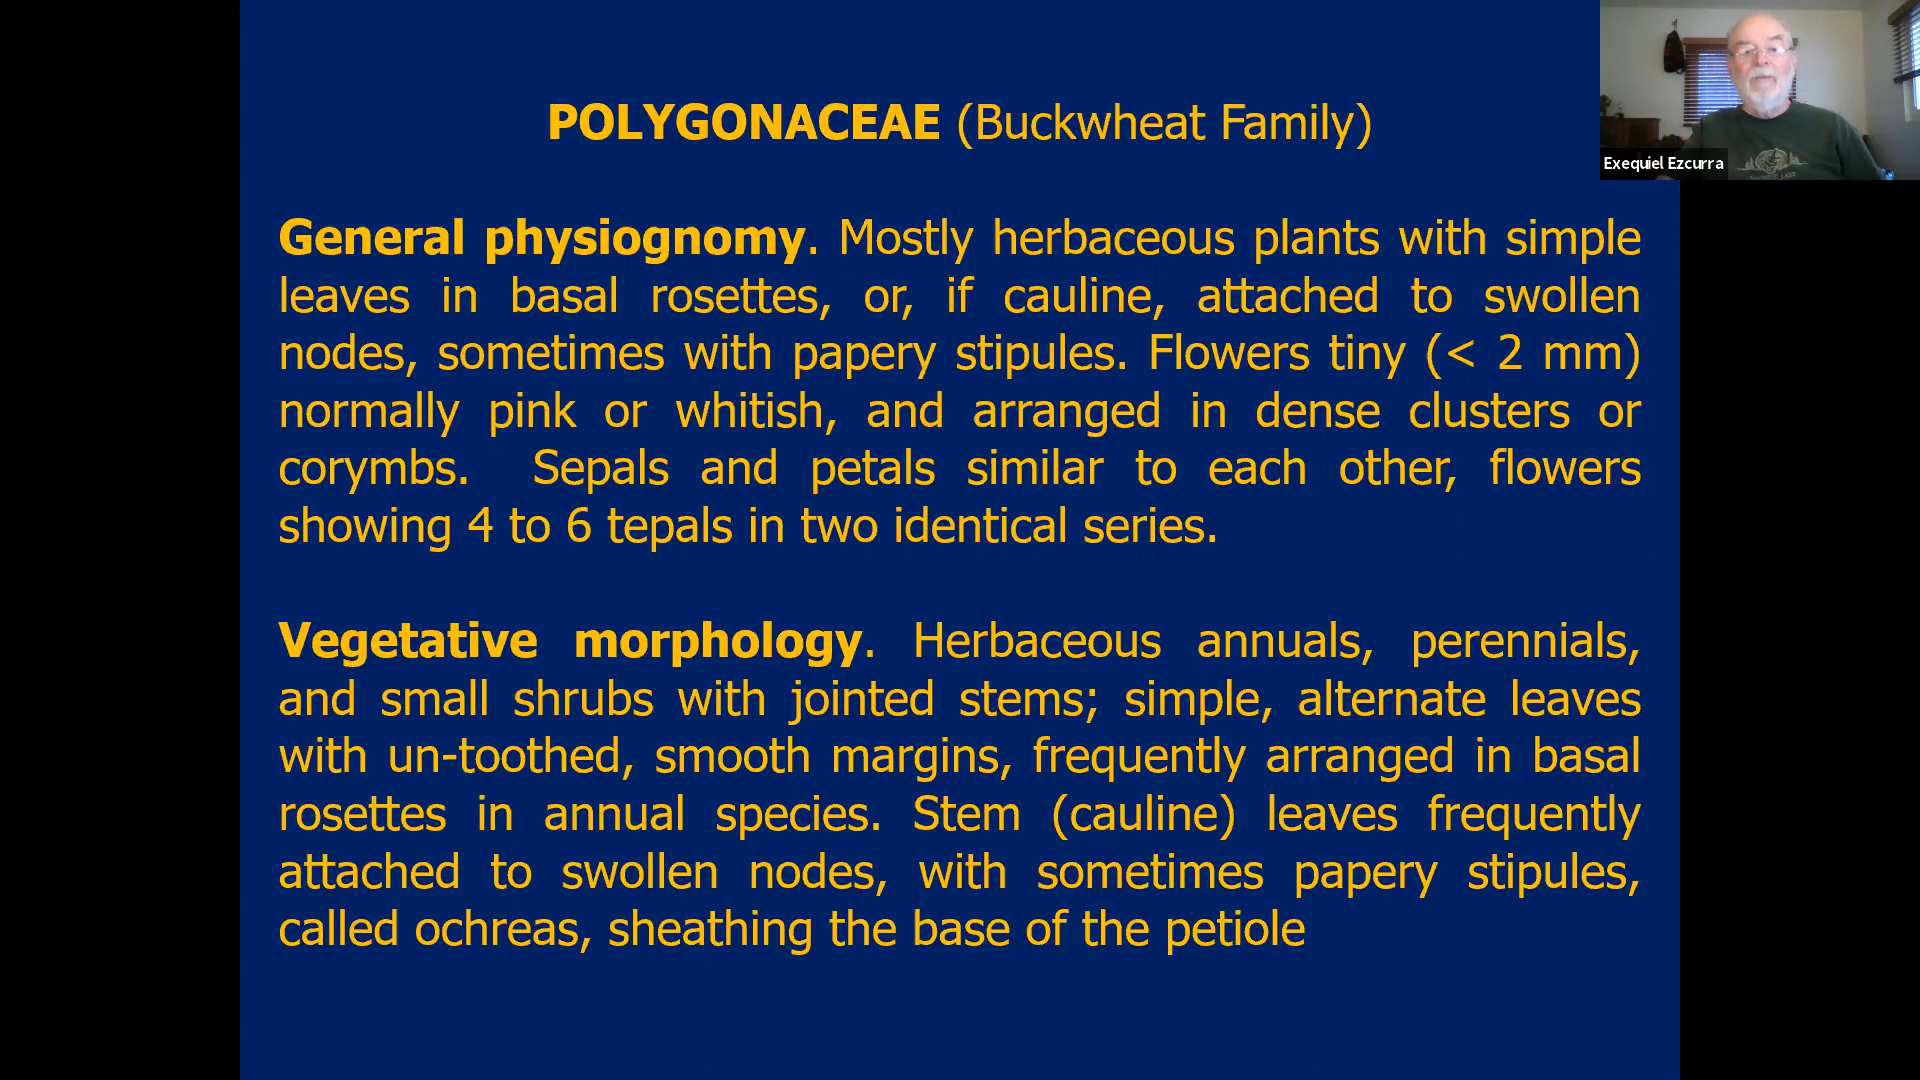 POLYGONACEAE (Buckwheat Family)
Exequiel Ezcurra
General physiognomy. Mostly herbaceous plants with simple
leaves in basal rosettes, or, if cauline, attached to swollen
nodes, sometimes with papery stipules. Flowers tiny (< 2 mm)
normally pink or whitish, and arranged in dense clusters or
corymbs. Sepals and petals similar to each other, flowers
showing 4 to 6 tepals in two identical series.
Vegetative morphology. Herbaceous annuals, perennials,
and small shrubs with jointed stems; simple, alternate leaves
with un-toothed, smooth margins, frequently arranged in basal
rosettes in annual species. Stem (cauline) leaves frequently
attached to swollen nodes, with sometimes papery stipules,
called ochreas, sheathing the base of the petiole